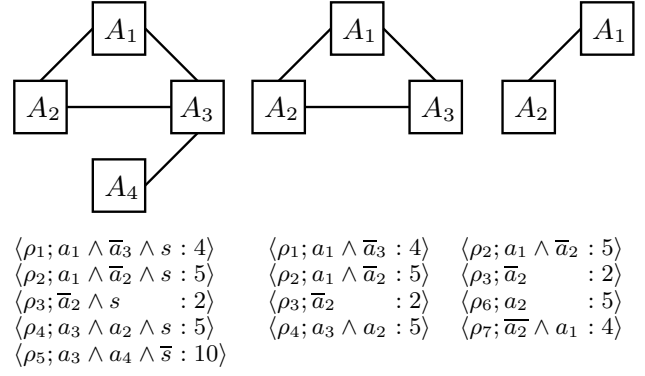 A₁ A₁ A₁
A₂ A₃ A₂ A₃ A₂
A₄
⟨ρ₁; a₁ ∧ a̅₃ ∧ s : 4⟩ ⟨ρ₁; a₁ ∧ a̅₃ : 4⟩ ⟨ρ₂; a₁ ∧ a̅₂ : 5⟩
⟨ρ₂; a₁ ∧ a̅₂ ∧ s : 5⟩ ⟨ρ₂; a₁ ∧ a̅₂ : 5⟩ ⟨ρ₃; a̅₂ : 2⟩
⟨ρ₃; a̅₂ ∧ s : 2⟩ ⟨ρ₃; a̅₂ : 2⟩ ⟨ρ₆; a₂ : 5⟩
⟨ρ₄; a₃ ∧ a₂ ∧ s : 5⟩ ⟨ρ₄; a₃ ∧ a₂ : 5⟩ ⟨ρ₇; a̅₂̅ ∧ a₁ : 4⟩
⟨ρ₅; a₃ ∧ a₄ ∧ s̅ : 10⟩